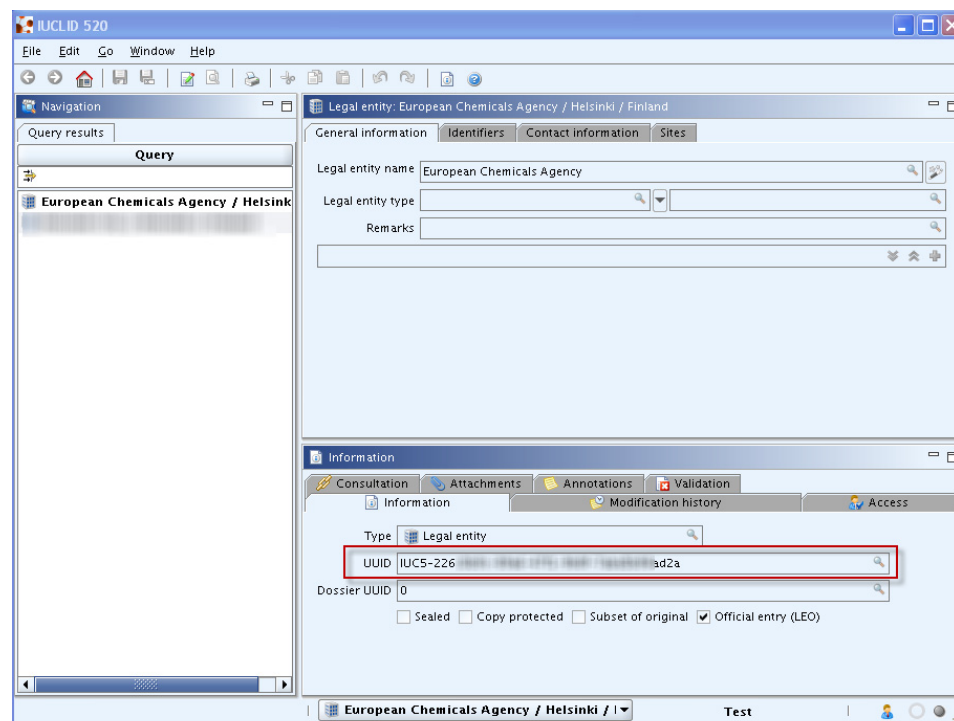 IUCLID 520
File Edit Go Window Help
Navigation
Query results
Query
European Chemicals Agency / Helsink
Legal entity: European Chemicals Agency / Helsinki / Finland
General information Identifiers Contact information Sites
Legal entity name European Chemicals Agency
Legal entity type
Remarks
Information
Consultation Attachments Annotations Validation
Information Modification history Access
Type Legal entity
UUID IUC5-226 ad2a
Dossier UUID 0
Sealed Copy protected Subset of original Official entry (LEO)
European Chemicals Agency / Helsinki / Test